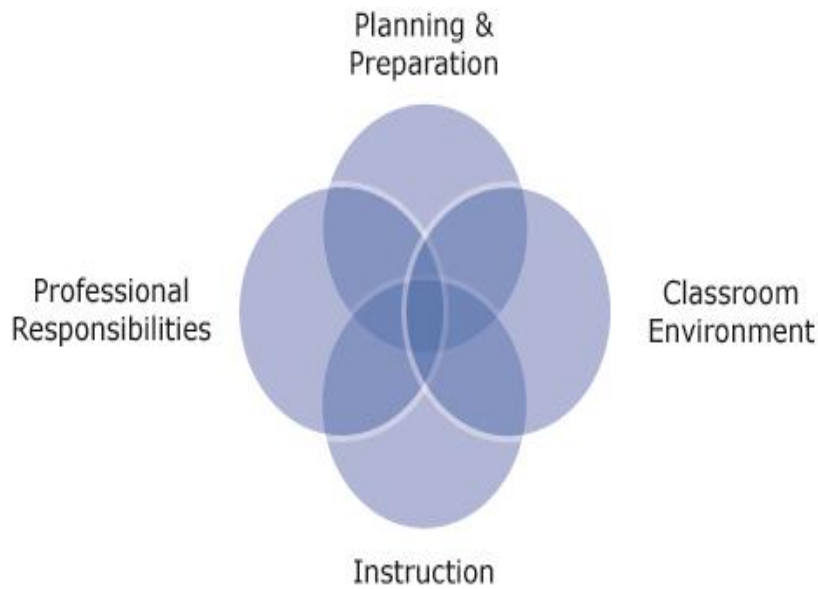 Planning &
Preparation
Professional
Responsibilities
Classroom
Environment
Instruction